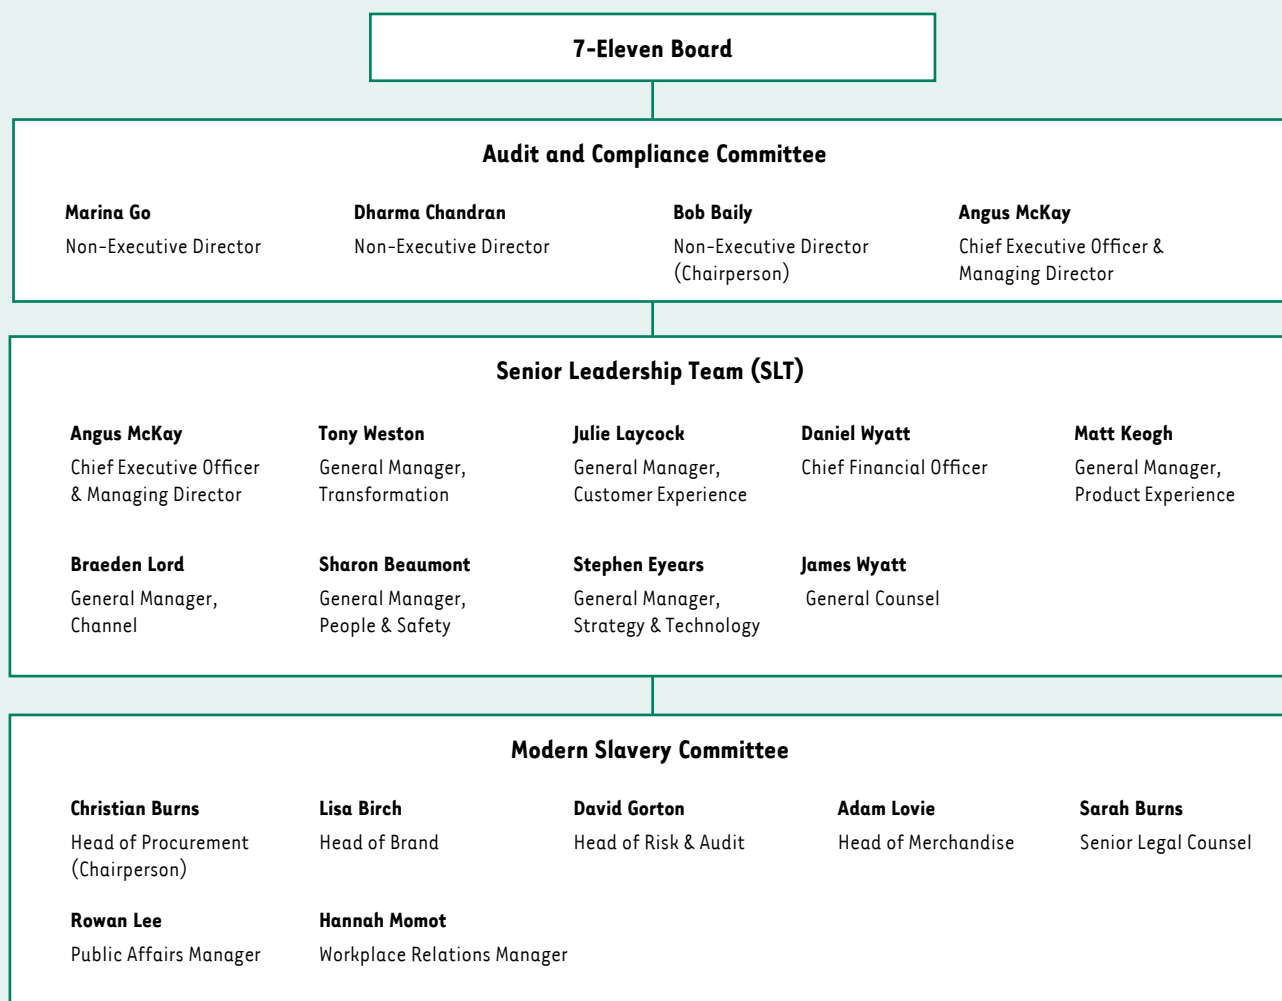 7-Eleven Board
Audit and Compliance Committee
Marina Go
Non-Executive Director
Dharma Chandran
Non-Executive Director
Bob Baily
Non-Executive Director
(Chairperson)
Angus McKay
Chief Executive Officer &
Managing Director
Senior Leadership Team (SLT)
Angus McKay
Chief Executive Officer
& Managing Director
Tony Weston
General Manager,
Transformation
Julie Laycock
General Manager,
Customer Experience
Daniel Wyatt
Chief Financial Officer
Matt Keogh
General Manager,
Product Experience
Braeden Lord
General Manager,
Channel
Sharon Beaumont
General Manager,
People & Safety
Stephen Eyears
General Manager,
Strategy & Technology
James Wyatt
General Counsel
Modern Slavery Committee
Christian Burns
Head of Procurement
(Chairperson)
Lisa Birch
Head of Brand
David Gorton
Head of Risk & Audit
Adam Lovie
Head of Merchandise
Sarah Burns
Senior Legal Counsel
Rowan Lee
Public Affairs Manager
Hannah Momot
Workplace Relations Manager